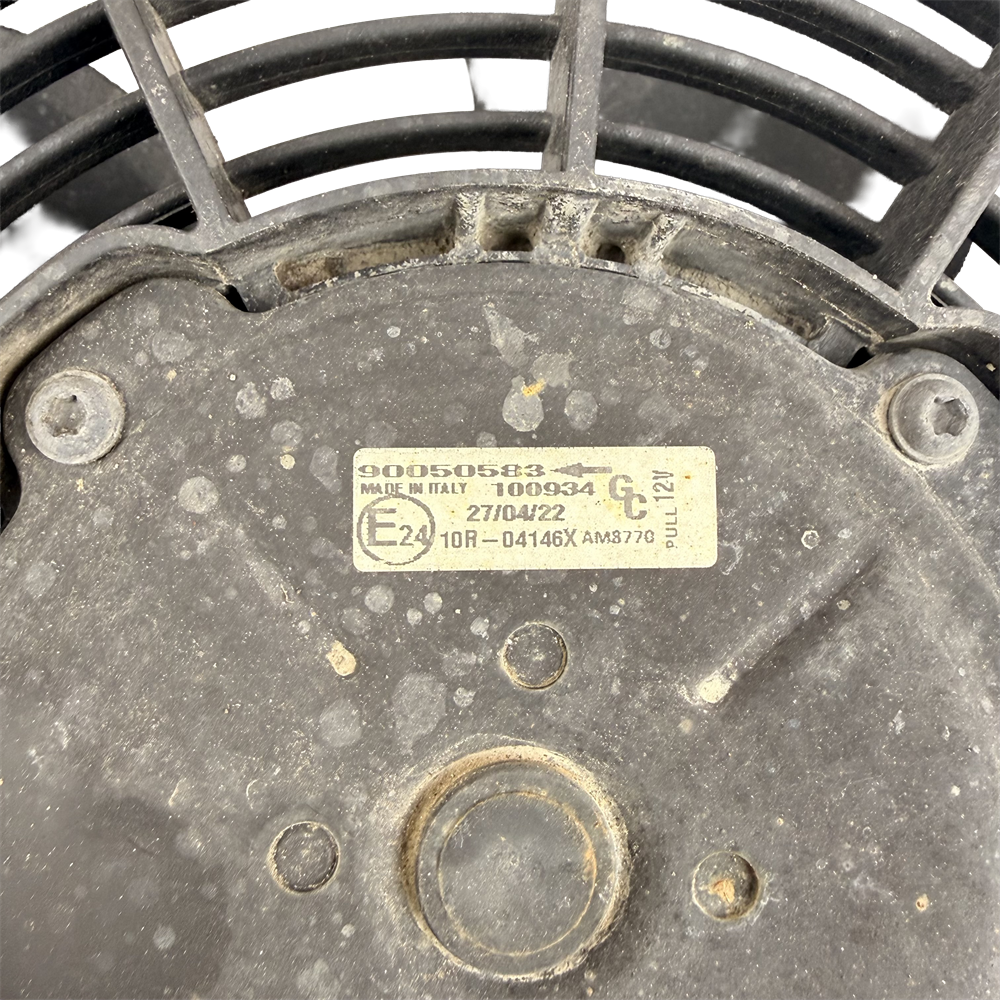 90050583
MADE IN ITALY 100934
GC
27/04/22
E24
10R-04146X AM8770
PULL 12V